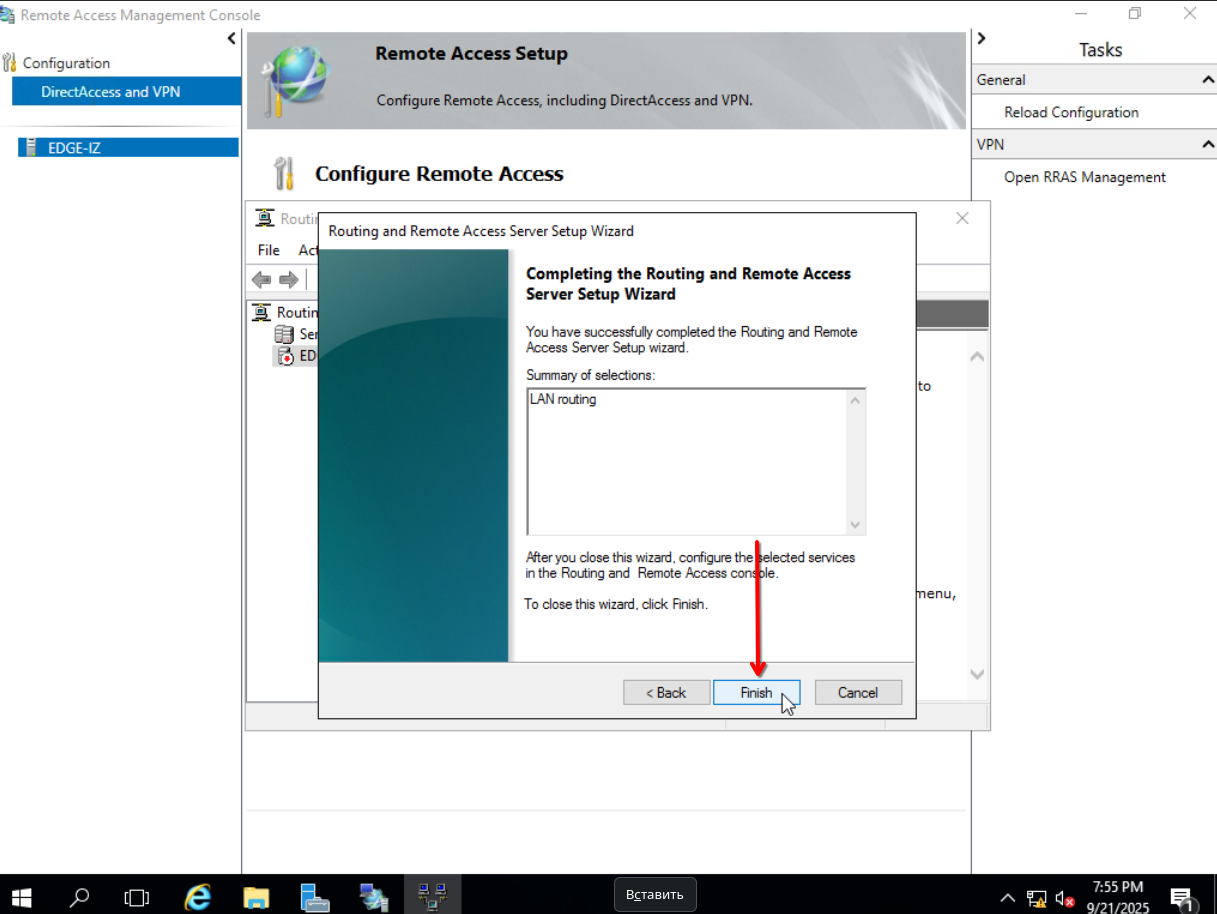 Remote Access Management Console
Configuration
DirectAccess and VPN
EDGE-IZ
Remote Access Setup
Configure Remote Access, including DirectAccess and VPN.
Configure Remote Access
Tasks
General
Reload Configuration
VPN
Open RRAS Management
Routi
File Act
Routin
Ser
ED
to
menu,
Routing and Remote Access Server Setup Wizard
Completing the Routing and Remote Access
Server Setup Wizard
You have successfully completed the Routing and Remote
Access Server Setup wizard.
Summary of selections:
LAN routing
After you close this wizard, configure the selected services
in the Routing and Remote Access console.
To close this wizard, click Finish.
< Back Finish Cancel
Вставить
7:55 PM
9/21/2025
1